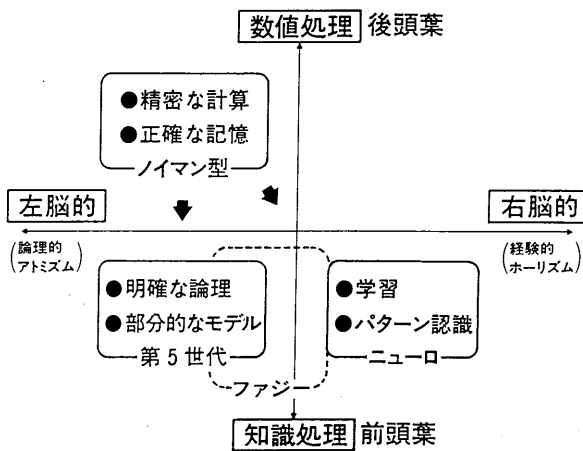 数値処理 後頭葉
●精密な計算
●正確な記憶
ノイマン型
左脳的
右脳的
(論理的
アトミズム)
(経験的
ホーリズム)
●明確な論理
●部分的なモデル
第5世代
●学習
●パターン認識
ニューロ
ファジー
知識処理 前頭葉